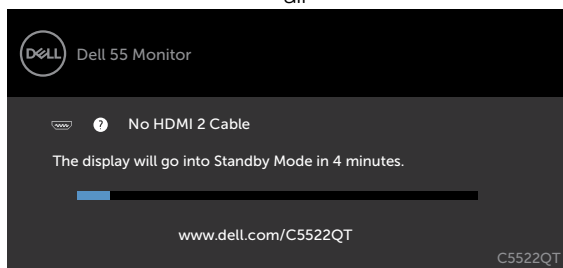 DELL Dell 55 Monitor
? No HDMI 2 Cable
The display will go into Standby Mode in 4 minutes.
www.dell.com/C5522QT
C5522QT